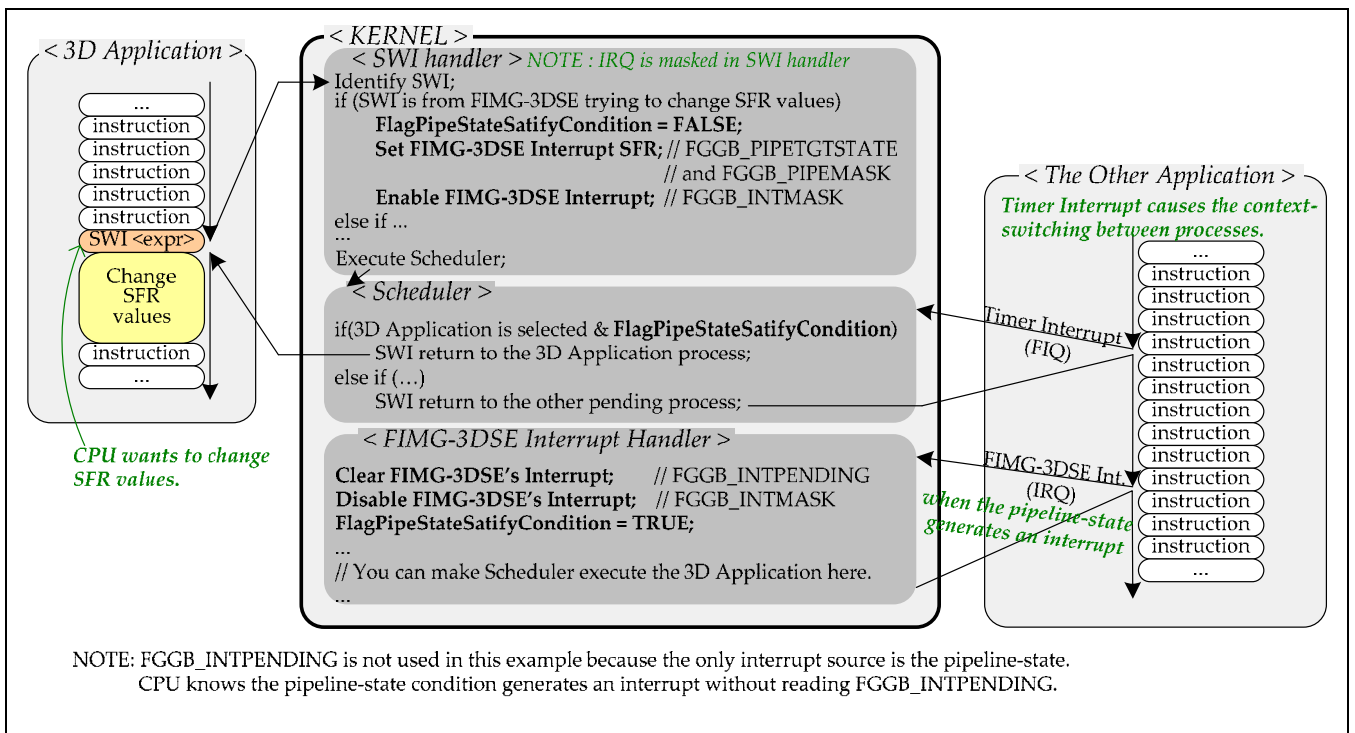 < 3D Application >
...
instruction
instruction
instruction
instruction
instruction
SWI <expr>
Change
SFR
values
instruction
...
CPU wants to change
SFR values.
< KERNEL >
< SWI handler > NOTE : IRQ is masked in SWI handler
Identify SWI;
if (SWI is from FIMG-3DSE trying to change SFR values)
FlagPipeStateSatifyCondition = FALSE;
Set FIMG-3DSE Interrupt SFR; // FGGB_PIPETGTSTATE
// and FGGB_PIPEMASK
Enable FIMG-3DSE Interrupt; // FGGB_INTMASK
else if ...
...
Execute Scheduler;
< Scheduler >
if(3D Application is selected & FlagPipeStateSatifyCondition)
SWI return to the 3D Application process;
else if (...)
SWI return to the other pending process;
< FIMG-3DSE Interrupt Handler >
Clear FIMG-3DSE's Interrupt; // FGGB_INTPENDING
Disable FIMG-3DSE's Interrupt; // FGGB_INTMASK
FlagPipeStateSatifyCondition = TRUE;
...
// You can make Scheduler execute the 3D Application here.
...
< The Other Application >
Timer Interrupt causes the context-
switching between processes.
Timer Interrupt
(FIQ)
FIMG-3DSE Int.
(IRQ)
when the pipeline-state
generates an interrupt
...
instruction
instruction
instruction
instruction
instruction
instruction
instruction
instruction
instruction
instruction
instruction
instruction
instruction
...
NOTE: FGGB_INTPENDING is not used in this example because the only interrupt source is the pipeline-state.
CPU knows the pipeline-state condition generates an interrupt without reading FGGB_INTPENDING.